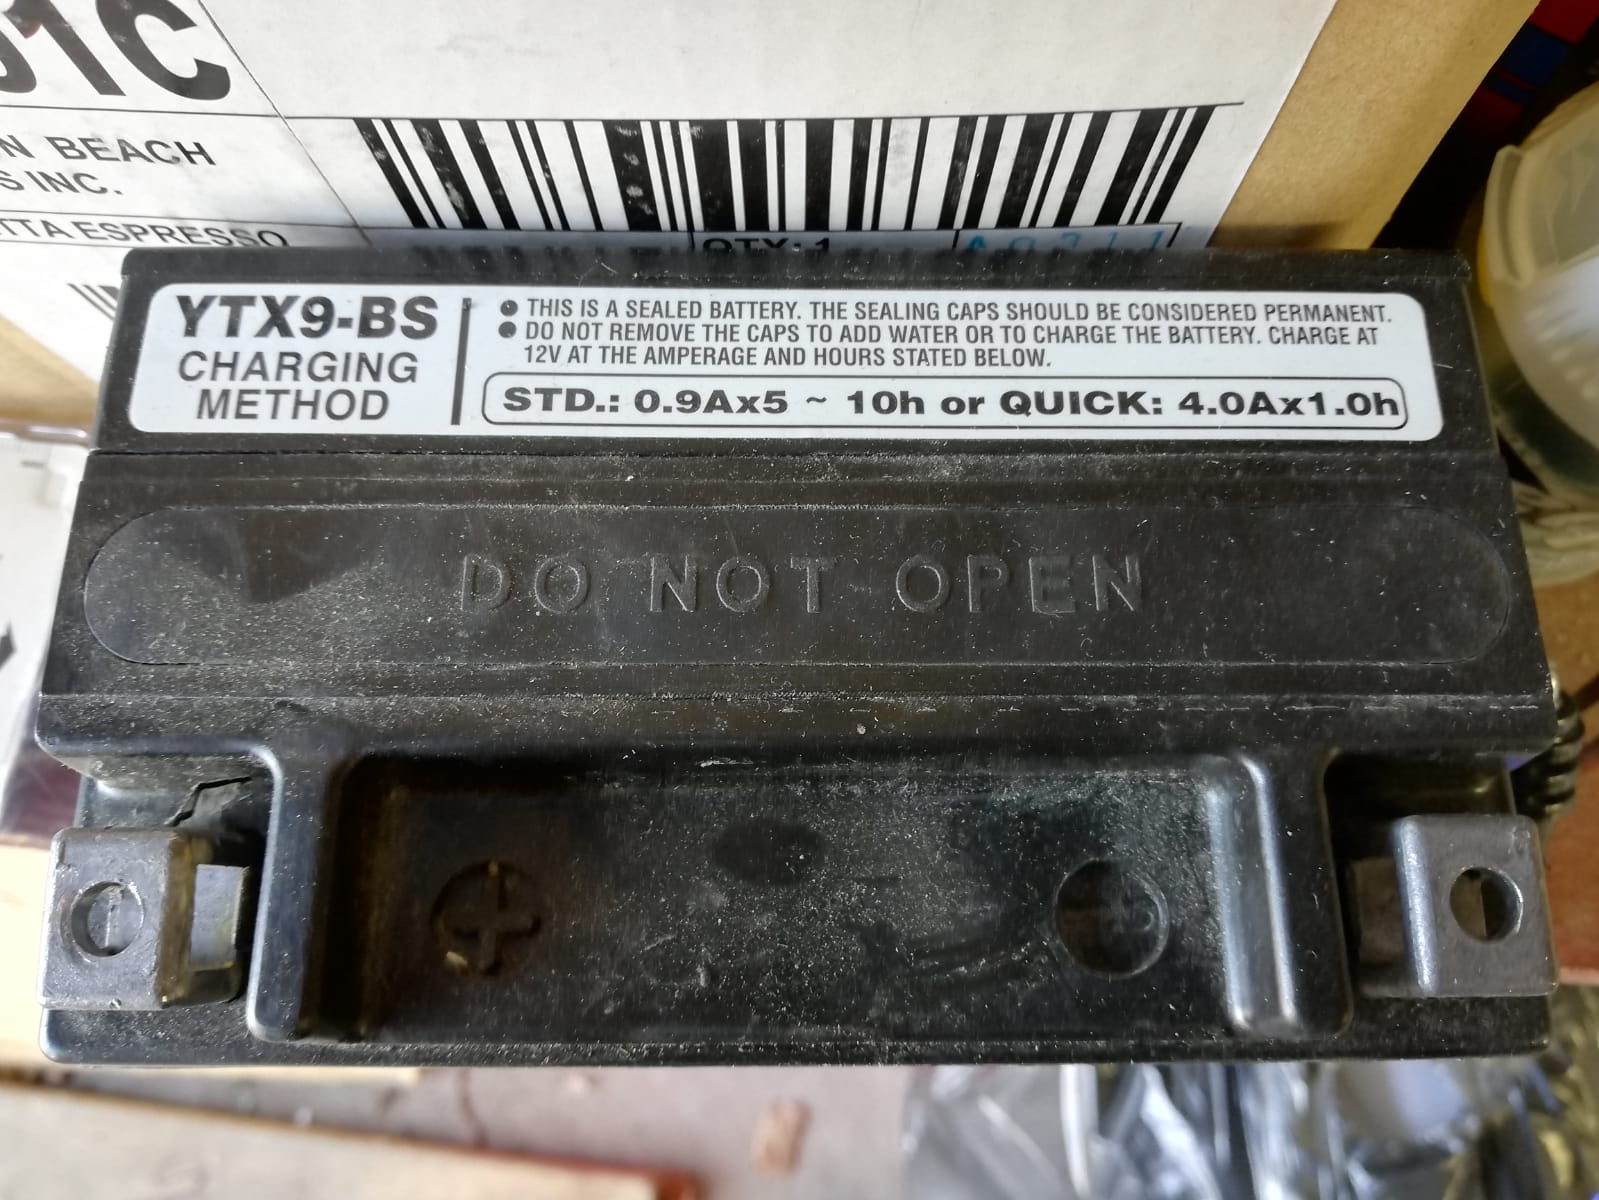 01C
N BEACH
S INC.
TTA ESPRESSO
QTY: 1
YTX9-BS
CHARGING
METHOD
● THIS IS A SEALED BATTERY. THE SEALING CAPS SHOULD BE CONSIDERED PERMANENT.
● DO NOT REMOVE THE CAPS TO ADD WATER OR TO CHARGE THE BATTERY. CHARGE AT
12V AT THE AMPERAGE AND HOURS STATED BELOW.
STD.: 0.9Ax5 ~ 10h or QUICK: 4.0Ax1.0h
DO NOT OPEN
+ -